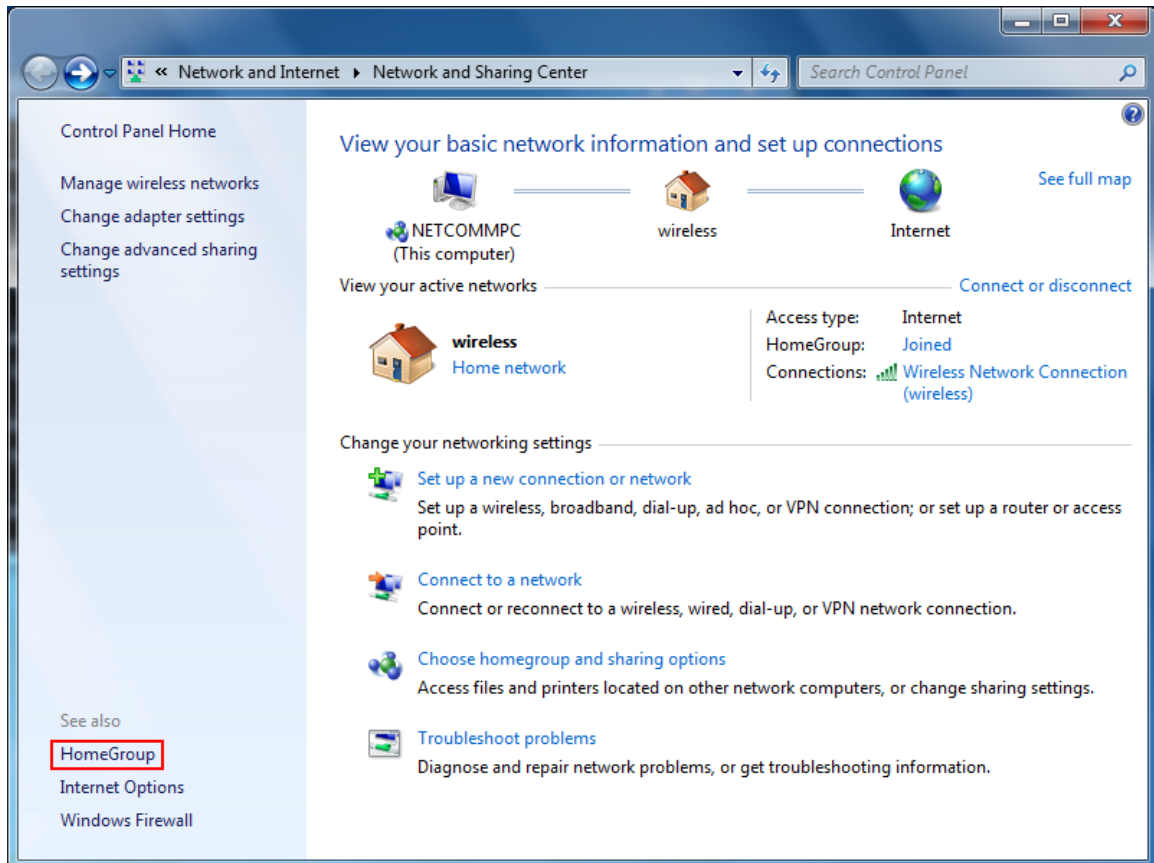 « Network and Internet ▸ Network and Sharing Center
Search Control Panel
Control Panel Home
Manage wireless networks
Change adapter settings
Change advanced sharing
settings
See also
HomeGroup
Internet Options
Windows Firewall
View your basic network information and set up connections
See full map
NETCOMMPC
(This computer)
wireless
Internet
View your active networks
Connect or disconnect
wireless
Home network
Access type: Internet
HomeGroup: Joined
Connections: Wireless Network Connection
(wireless)
Change your networking settings
Set up a new connection or network
Set up a wireless, broadband, dial-up, ad hoc, or VPN connection; or set up a router or access
point.
Connect to a network
Connect or reconnect to a wireless, wired, dial-up, or VPN network connection.
Choose homegroup and sharing options
Access files and printers located on other network computers, or change sharing settings.
Troubleshoot problems
Diagnose and repair network problems, or get troubleshooting information.